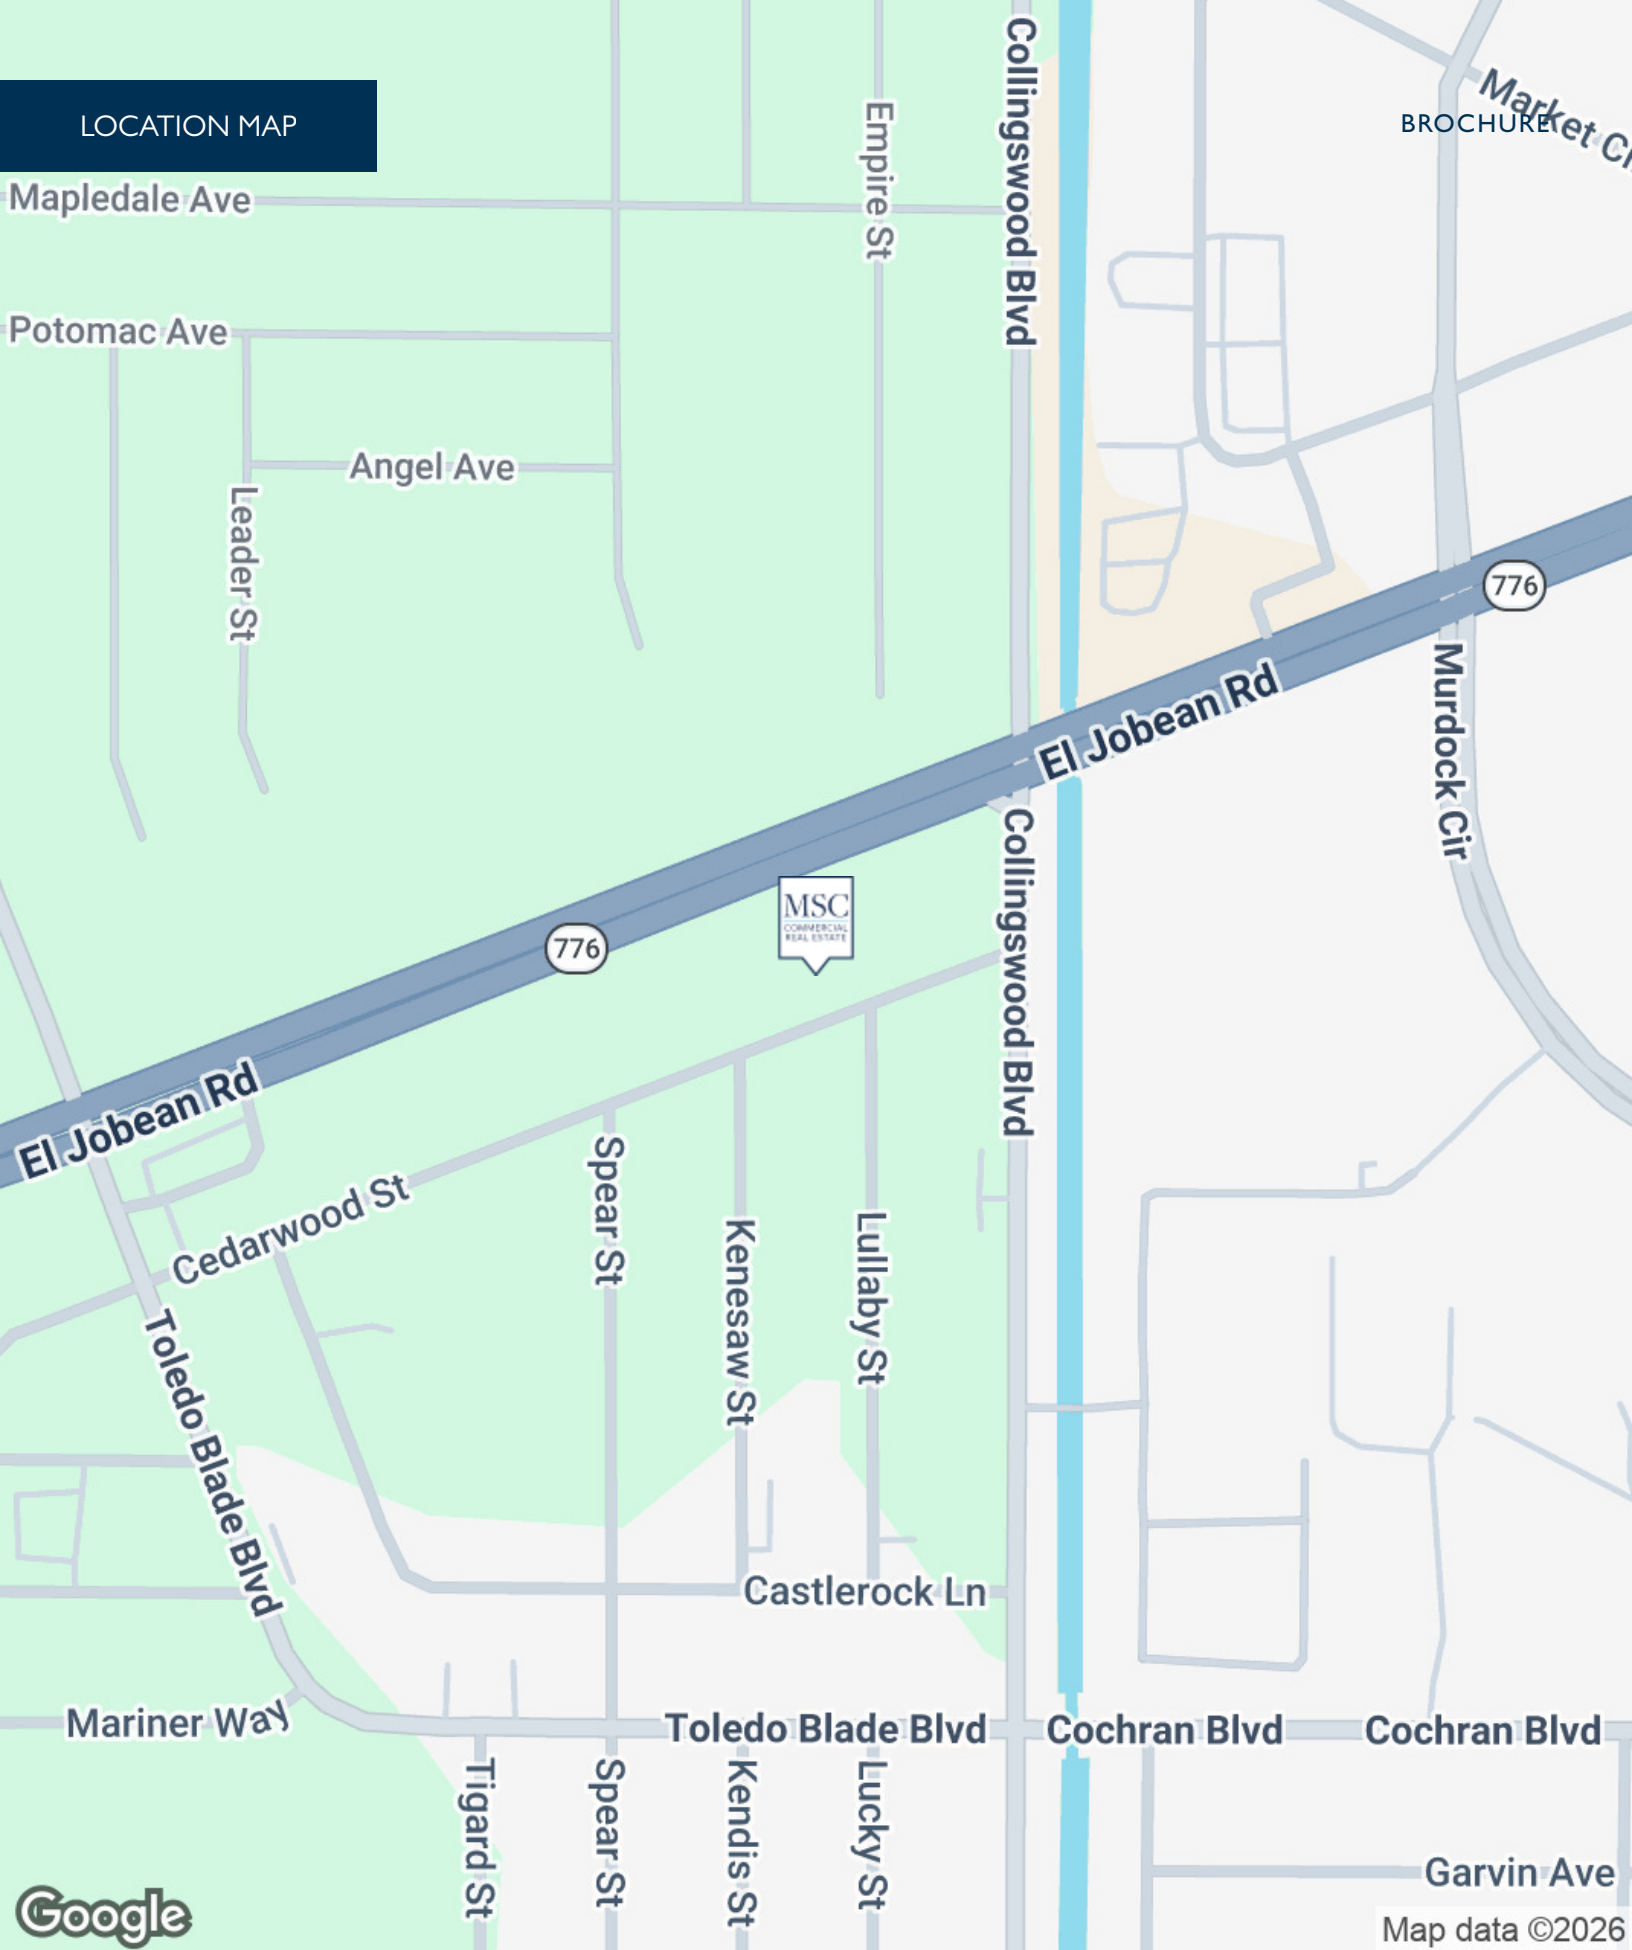 LOCATION MAP
BROCHURE
Market Ci
Collingswood Blvd
Empire St
Mapledale Ave
Potomac Ave
Angel Ave
Leader St
776
El Jobean Rd
Murdock Cir
Collingswood Blvd
MSC
COMMERCIAL
REAL ESTATE
776
El Jobean Rd
Cedarwood St
Spear St
Kenesaw St
Lullaby St
Toledo Blade Blvd
Castlerock Ln
Mariner Way
Toledo Blade Blvd
Cochran Blvd
Cochran Blvd
Tigard St
Spear St
Kendis St
Lucky St
Garvin Ave
Google
Map data ©2026